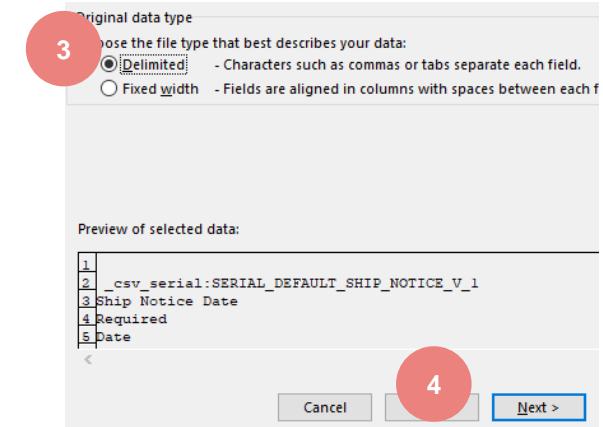 Original data type
3
oose the file type that best describes your data:
Delimited - Characters such as commas or tabs separate each field.
Fixed width - Fields are aligned in columns with spaces between each f
Preview of selected data:
1
2 _csv_serial:SERIAL_DEFAULT_SHIP_NOTICE_V_1
3 Ship Notice Date
4 Required
5 Date
<
4
Cancel Next >